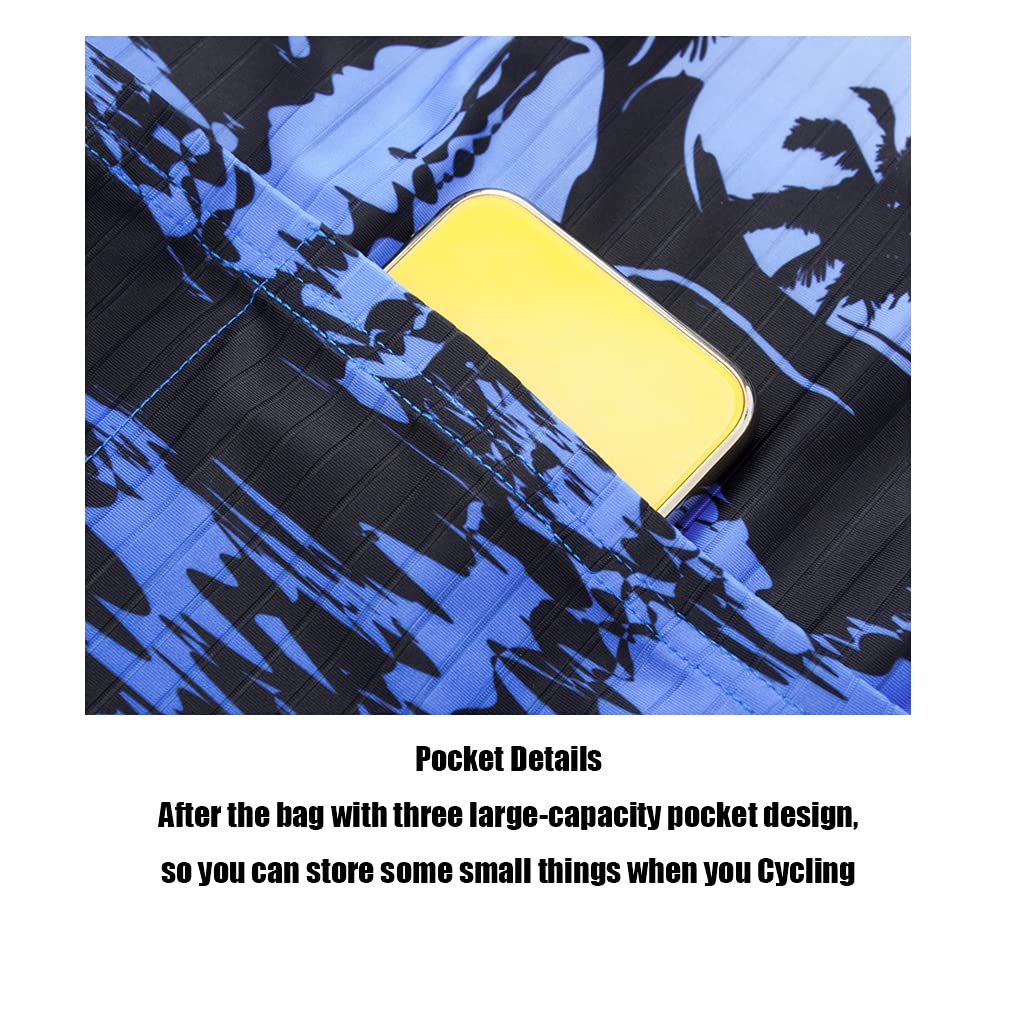 Pocket Details
After the bag with three large-capacity pocket design,
so you can store some small things when you Cycling